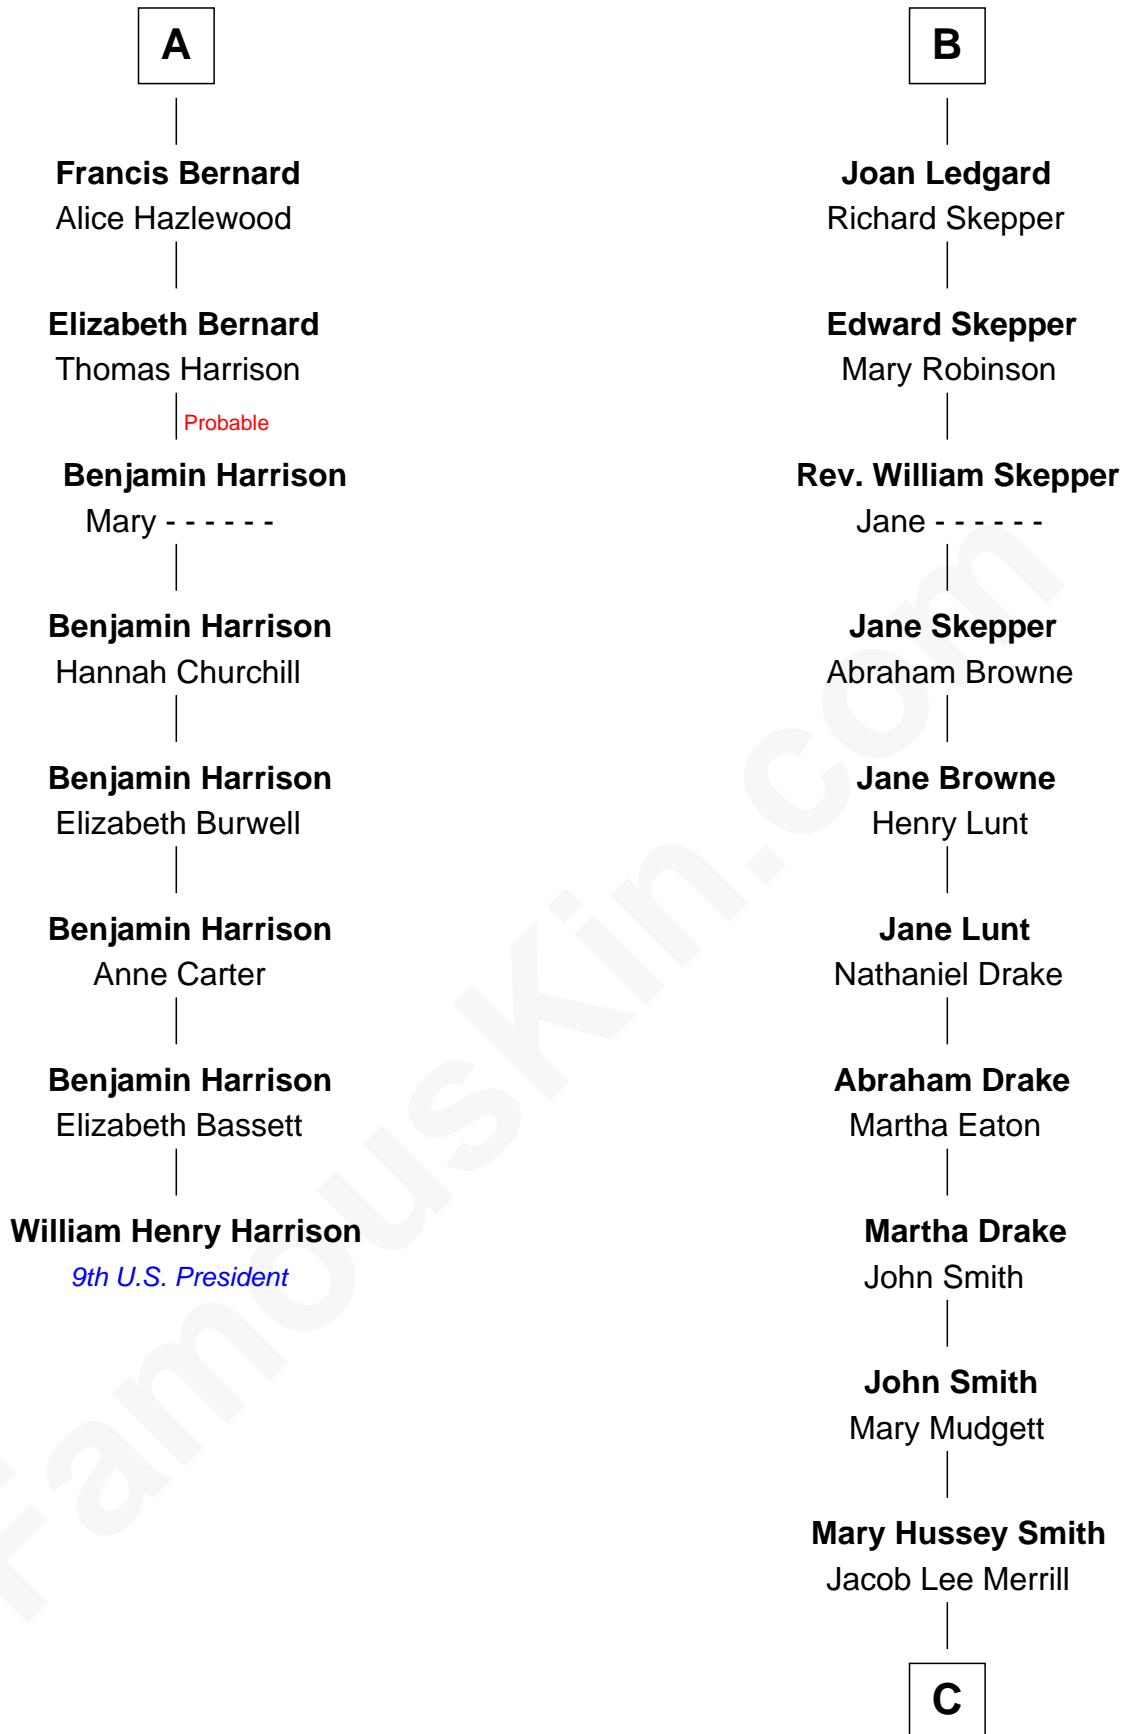 A
Francis Bernard
Alice Hazlewood
Elizabeth Bernard
Thomas Harrison
Probable
Benjamin Harrison
Mary - - - - - -
Benjamin Harrison
Hannah Churchill
Benjamin Harrison
Elizabeth Burwell
Benjamin Harrison
Anne Carter
Benjamin Harrison
Elizabeth Bassett
William Henry Harrison
9th U.S. President
B
Joan Ledgard
Richard Skepper
Edward Skepper
Mary Robinson
Rev. William Skepper
Jane - - - - - -
Jane Skepper
Abraham Browne
Jane Browne
Henry Lunt
Jane Lunt
Nathaniel Drake
Abraham Drake
Martha Eaton
Martha Drake
John Smith
John Smith
Mary Mudgett
Mary Hussey Smith
Jacob Lee Merrill
C
FamousKin.com